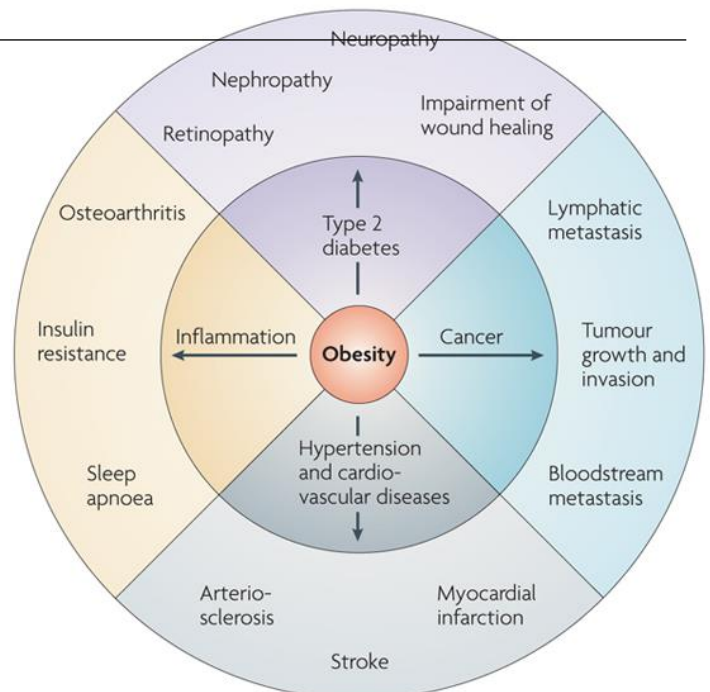 Neuropathy
Nephropathy
Retinopathy
Impairment of
wound healing
Type 2
diabetes
Osteoarthritis
Insulin
resistance
Sleep
apnoea
Inflammation
Obesity
Cancer
Lymphatic
metastasis
Tumour
growth and
invasion
Bloodstream
metastasis
Hypertension
and cardio-
vascular diseases
Arterio-
sclerosis
Stroke
Myocardial
infarction